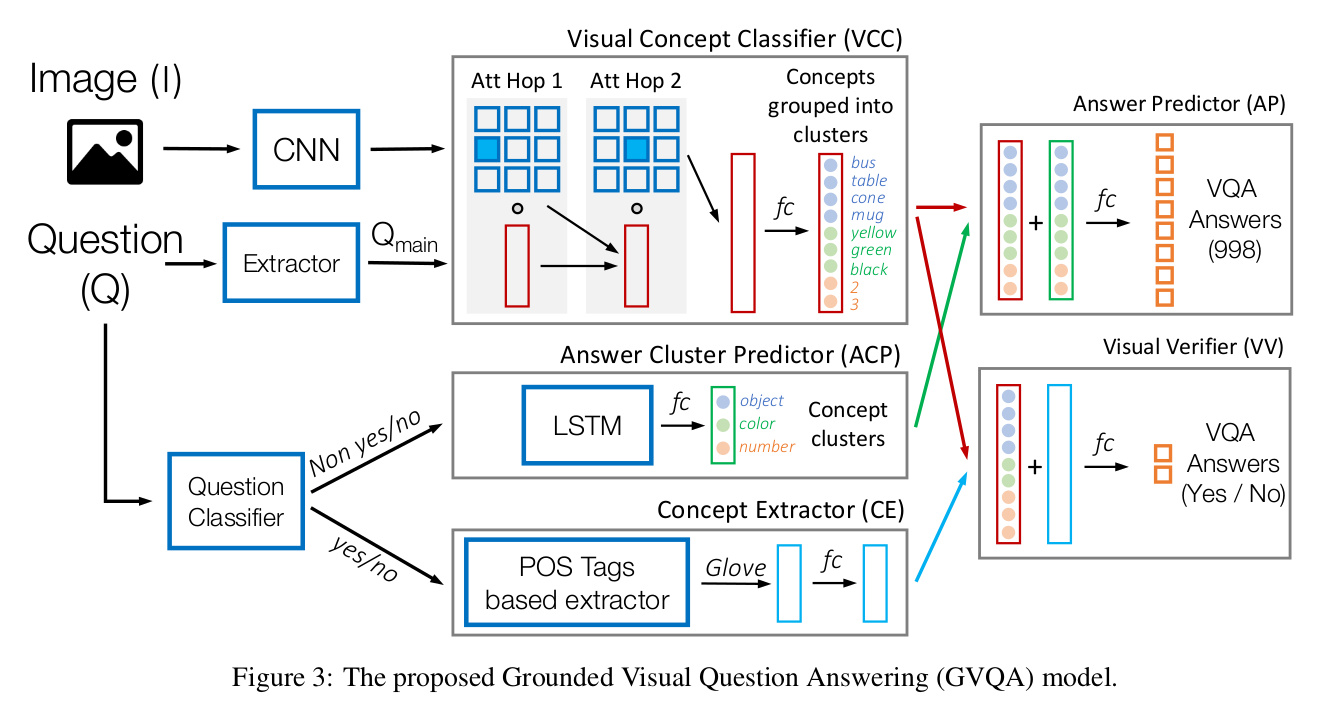 Visual Concept Classifier (VCC)
Image (I)
CNN
Question
(Q)
Extractor
Qmain
Att Hop 1
Att Hop 2
Concepts
grouped into
clusters
fc
bus
table
cone
mug
yellow
green
black
2
3
Answer Predictor (AP)
+
fc
VQA
Answers
(998)
Answer Cluster Predictor (ACP)
Question
Classifier
Non yes/no
yes/no
LSTM
fc
object
color
number
Concept
clusters
Concept Extractor (CE)
POS Tags
based extractor
Glove
fc
Visual Verifier (VV)
+
fc
VQA
Answers
(Yes / No)
Figure 3: The proposed Grounded Visual Question Answering (GVQA) model.